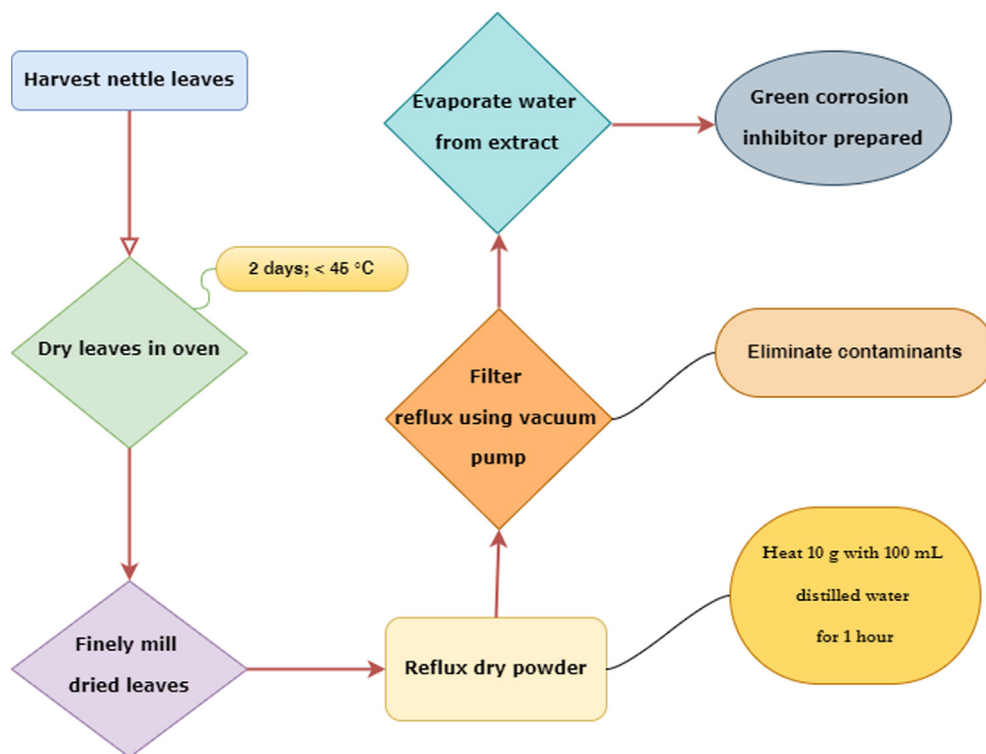 Harvest nettle leaves
2 days; < 45 °C
Dry leaves in oven
Finely mill
dried leaves
Reflux dry powder
Heat 10 g with 100 mL
distilled water
for 1 hour
Filter
reflux using vacuum
pump
Eliminate contaminants
Evaporate water
from extract
Green corrosion
inhibitor prepared